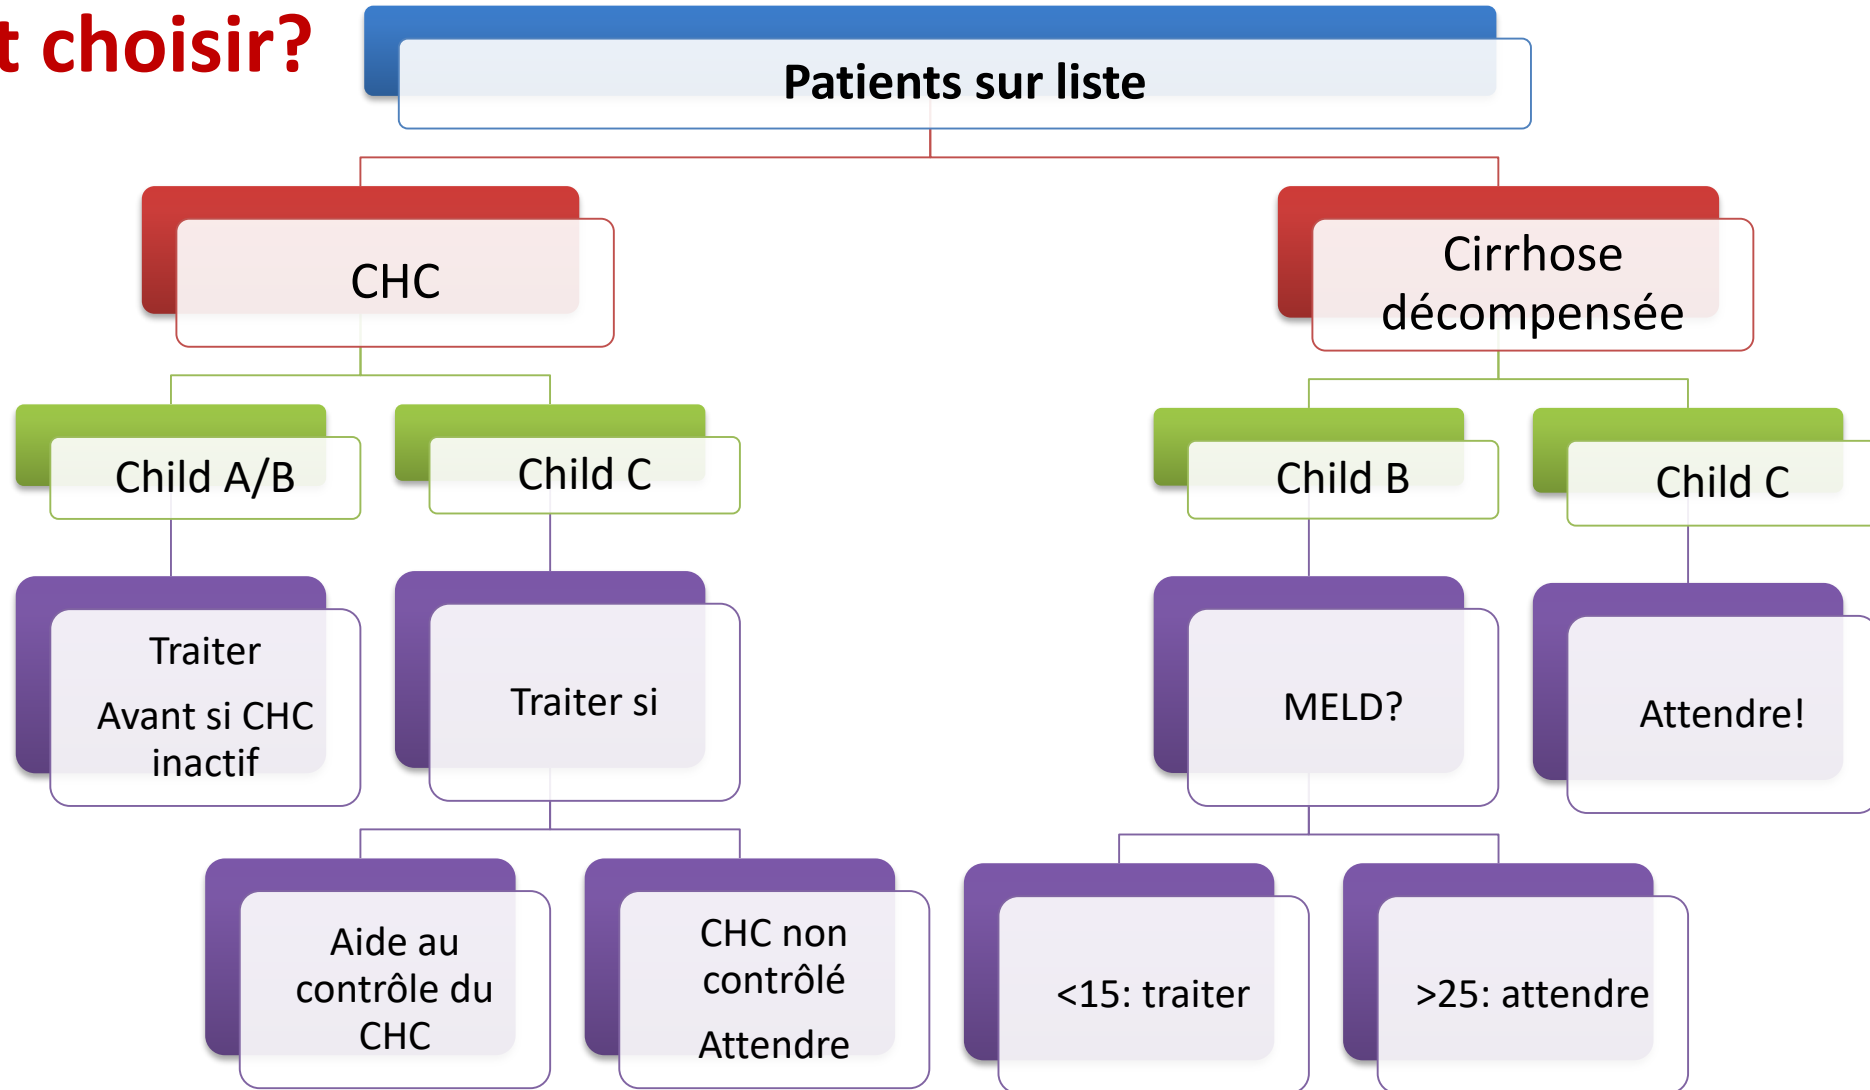 t choisir?
Patients sur liste
CHC
Cirrhose
décompensée
Child A/B
Child C
Child B
Child C
Traiter
Avant si CHC
inactif
Traiter si
MELD?
Attendre!
Aide au
contrôle du
CHC
CHC non
contrôlé
Attendre
<15: traiter
>25: attendre